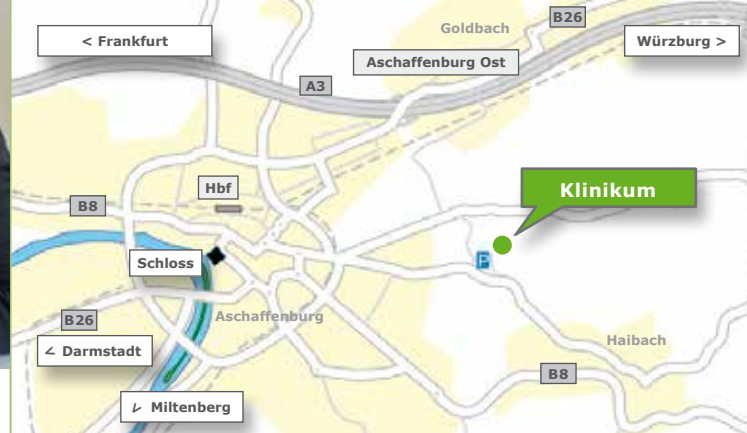 Goldbach
B26
< Frankfurt
Würzburg >
Aschaffenburg Ost
A3
Klinikum
Hbf
B8
Schloss
P
Aschaffenburg
B26
Haibach
< Darmstadt
B8
< Miltenberg